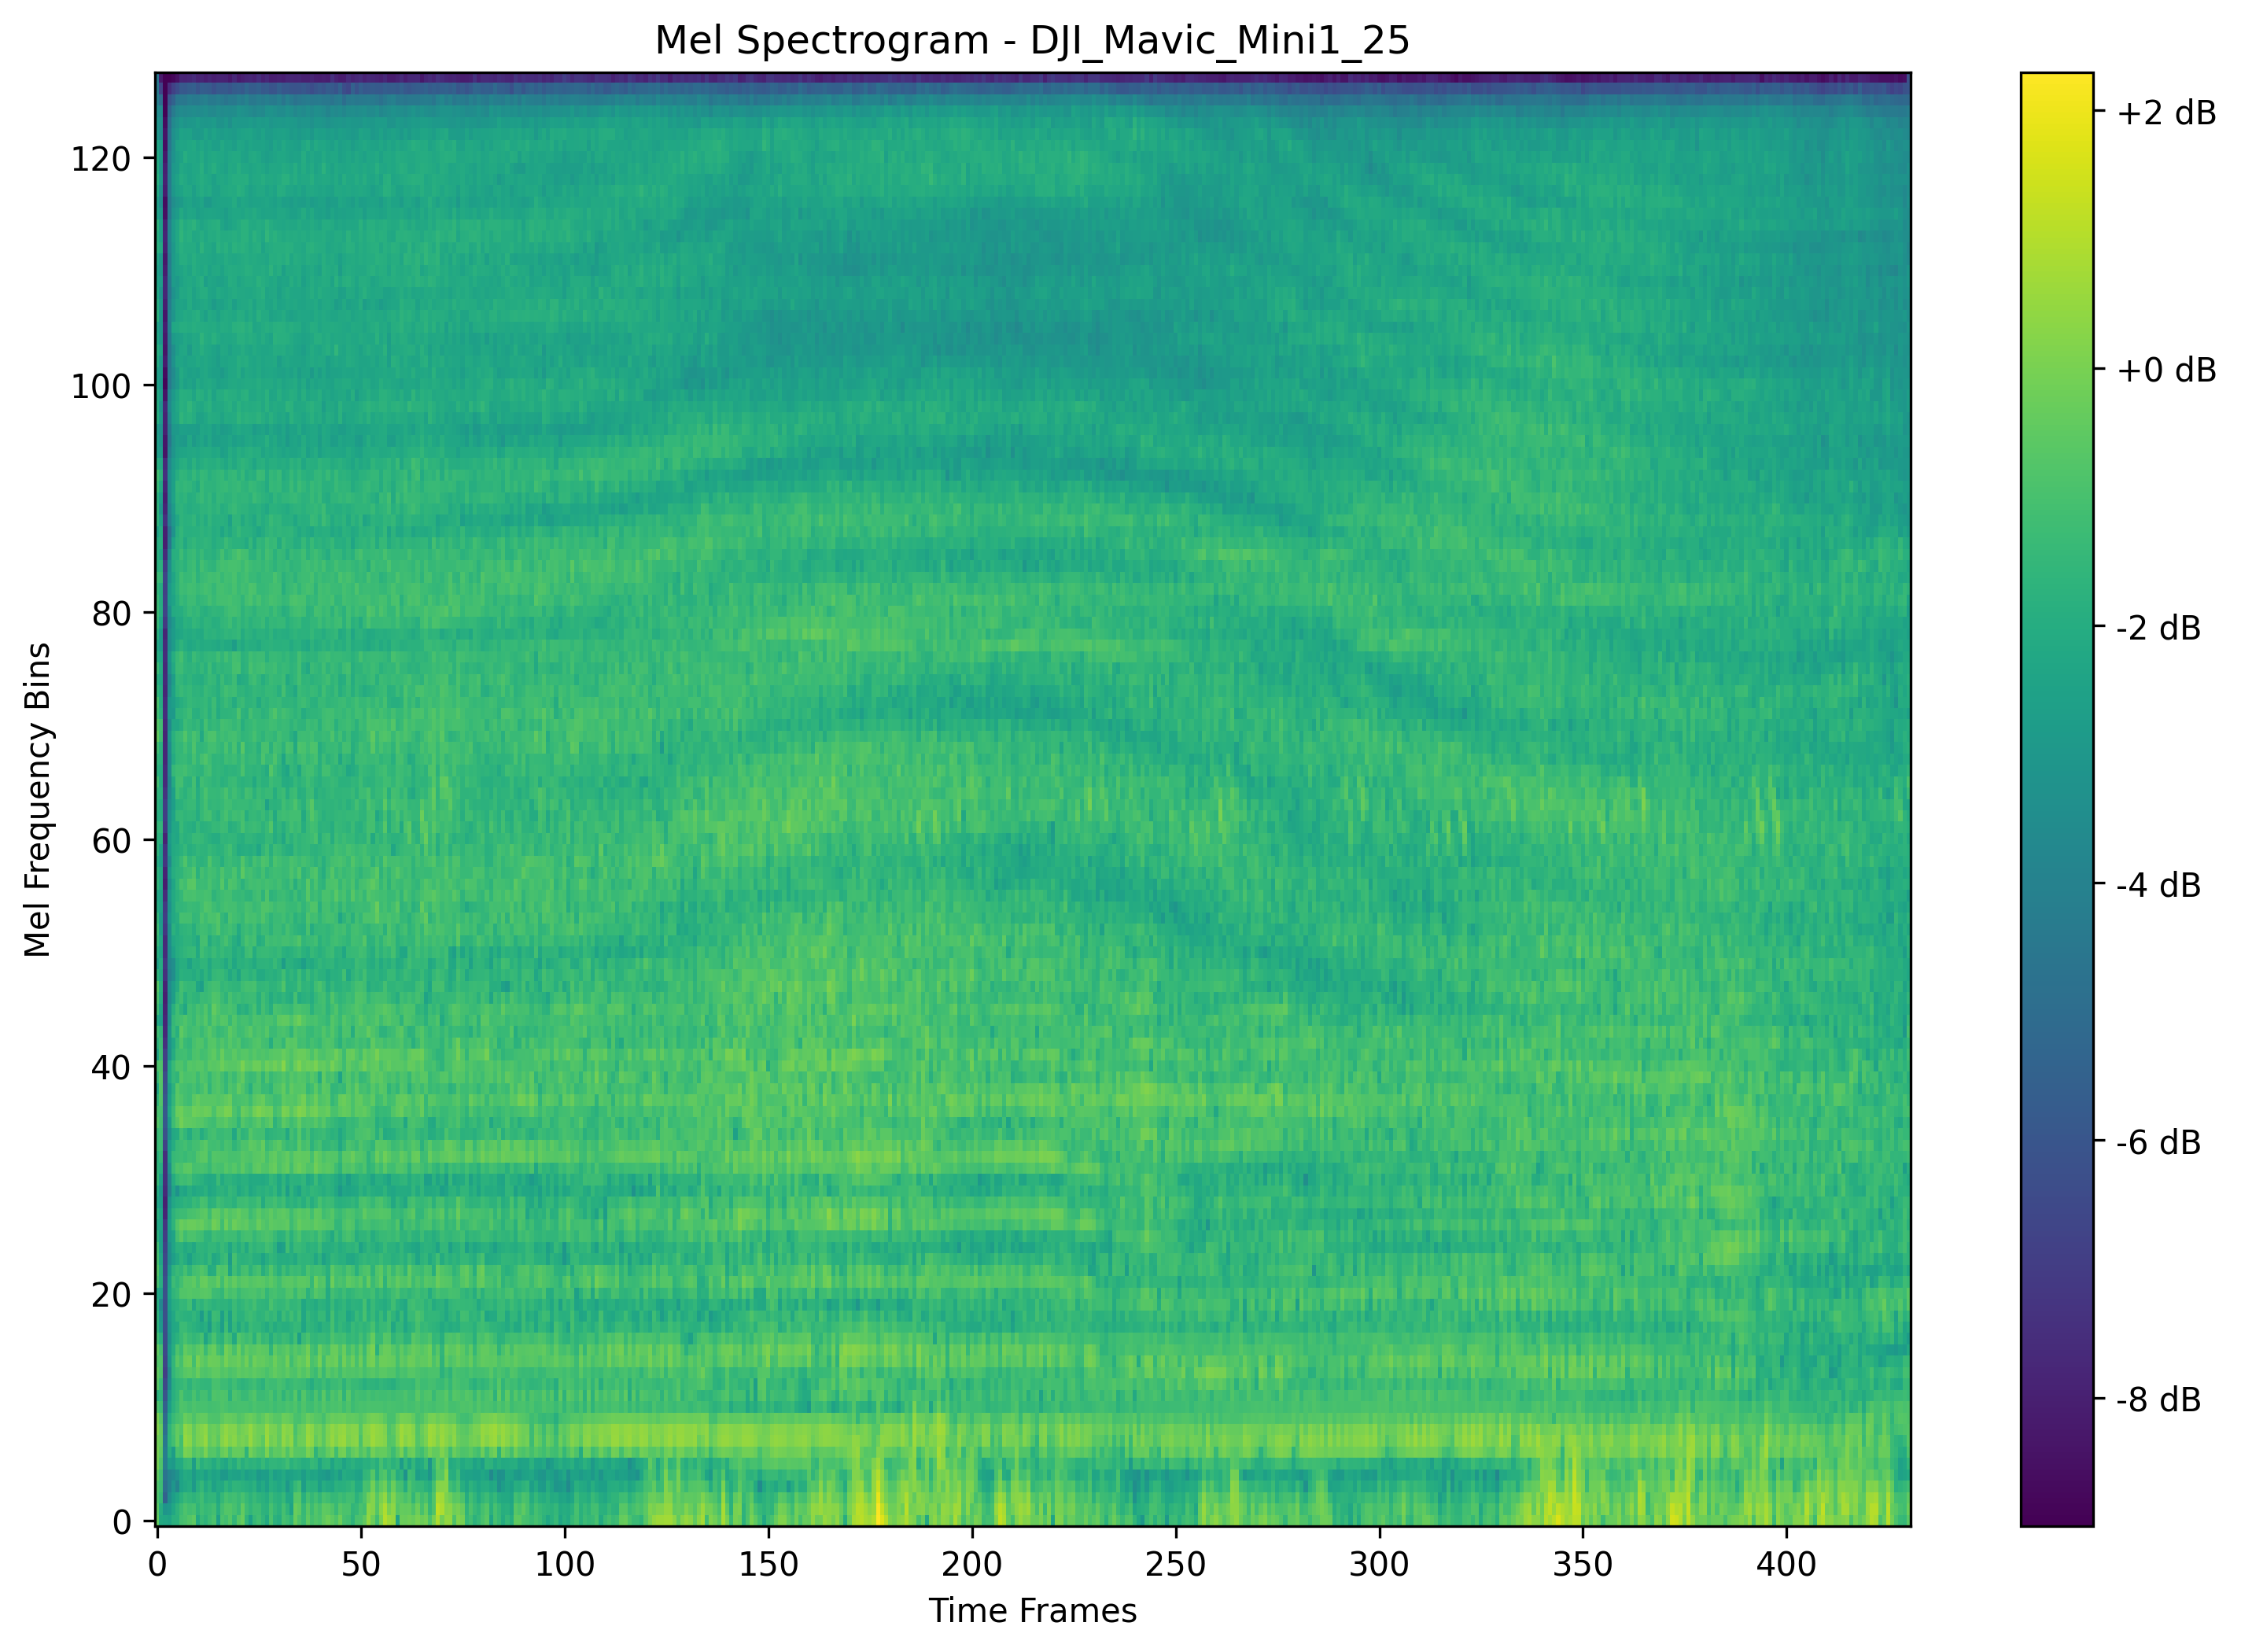 Mel Spectrogram - DJI_Mavic_Mini1_25
Mel Frequency Bins
120
100
80
60
40
20
0
0 50 100 150 200 250 300 350 400
Time Frames
+2 dB
+0 dB
-2 dB
-4 dB
-6 dB
-8 dB